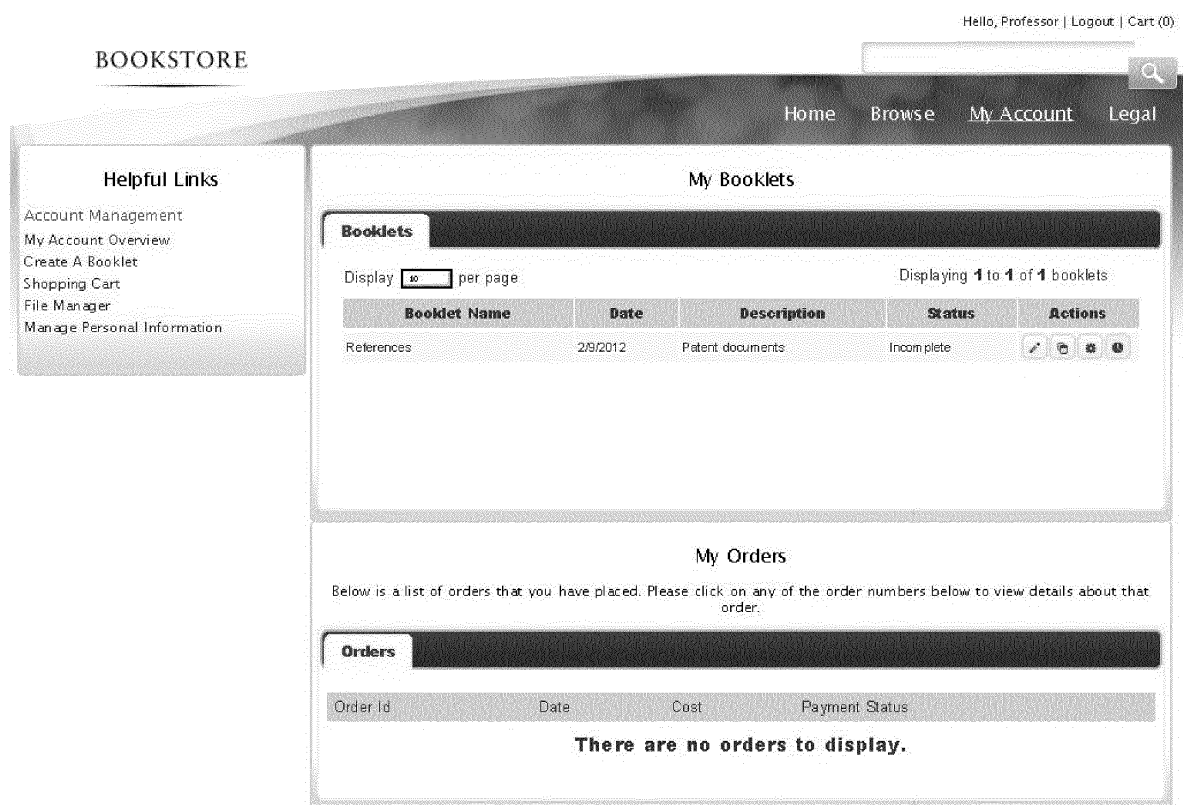 Hello, Professor | Logout | Cart (0)
BOOKSTORE
Home Browse My Account Legal
Helpful Links
Account Management
My Account Overview
Create A Booklet
Shopping Cart
File Manager
Manage Personal Information
My Booklets
Booklets
Display 10 per page
Displaying 1 to 1 of 1 booklets
Booklet Name Date Description Status Actions
References 2/9/2012 Patent documents Incomplete
My Orders
Below is a list of orders that you have placed. Please click on any of the order numbers below to view details about that
order.
Orders
Order Id Date Cost Payment Status
There are no orders to display.